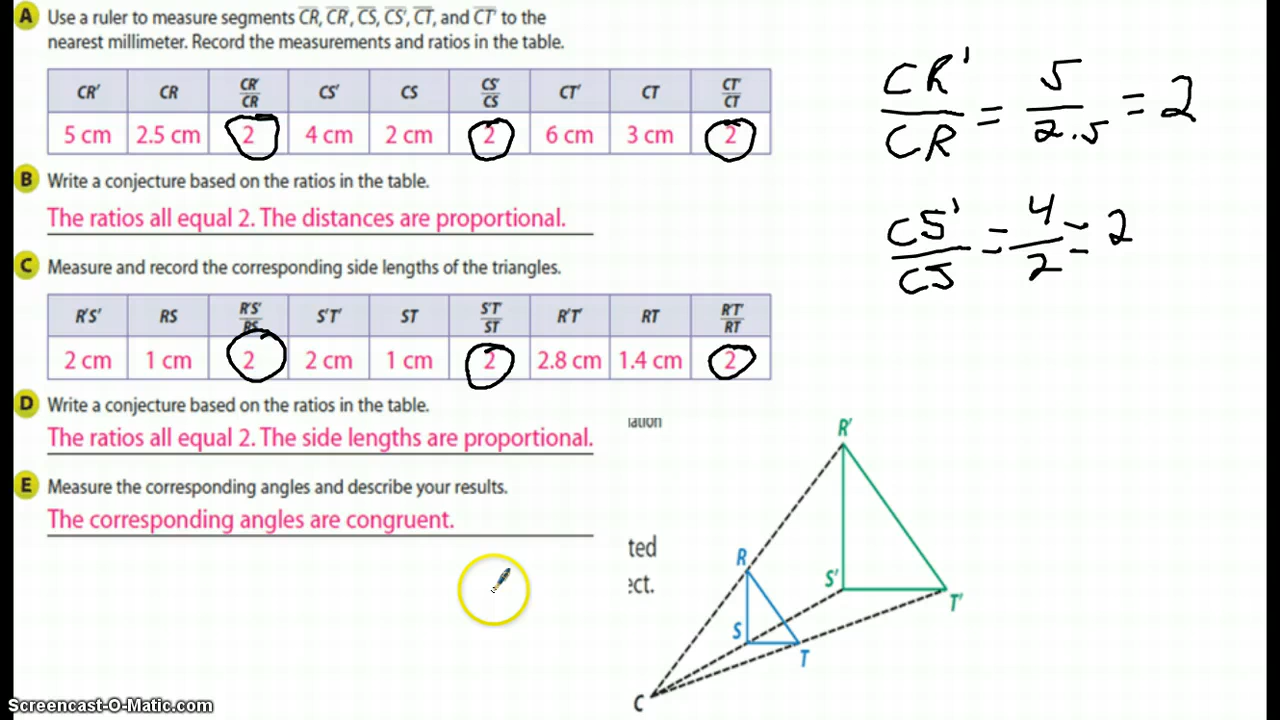 A Use a ruler to measure segments CR, CR', CS, CS', CT, and CT' to the
nearest millimeter. Record the measurements and ratios in the table.
CR' CR CR'/CR CS' CS CS'/CS CT' CT CT'/CT
5 cm 2.5 cm 2 4 cm 2 cm 2 6 cm 3 cm 2
B Write a conjecture based on the ratios in the table.
The ratios all equal 2. The distances are proportional.
C Measure and record the corresponding side lengths of the triangles.
R'S' RS R'S'/RS S'T' ST S'T'/ST R'T' RT R'T'/RT
2 cm 1 cm 2 2 cm 1 cm 2 2.8 cm 1.4 cm 2
D Write a conjecture based on the ratios in the table.
The ratios all equal 2. The side lengths are proportional.
E Measure the corresponding angles and describe your results.
The corresponding angles are congruent.
CR'/CR = 5/2.5 = 2
CS'/CS = 4/2 = 2
lation
ted
ect.
R'
R
S'
T'
S
T
C
Screencast-O-Matic.com